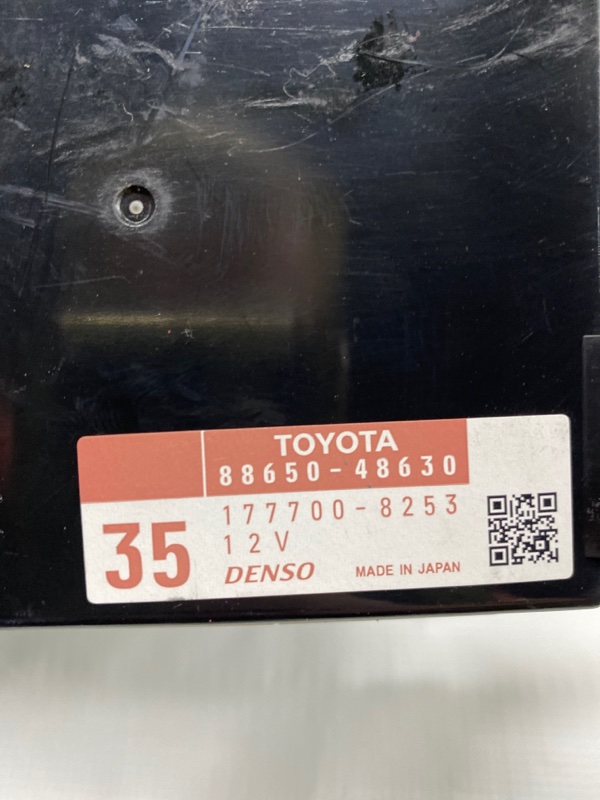 TOYOTA
88650-48630
35
177700-8253
12V
DENSO
MADE IN JAPAN